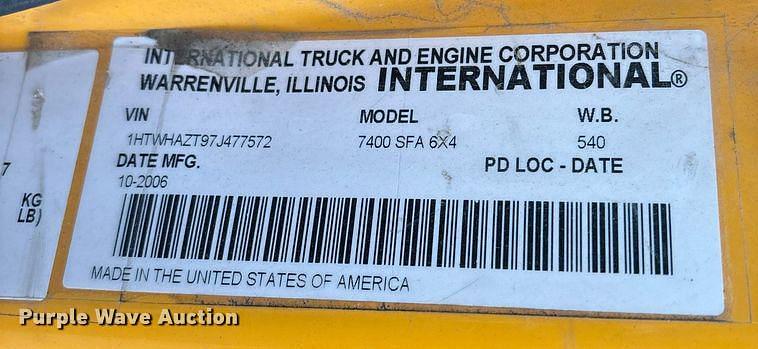 INTERNATIONAL TRUCK AND ENGINE CORPORATION
WARRENVILLE, ILLINOIS INTERNATIONAL®
VIN MODEL W.B.
1HTWHAZT97J477572 7400 SFA 6X4 540
DATE MFG. PD LOC - DATE
10-2006
MADE IN THE UNITED STATES OF AMERICA
7
KG
LB)
Purple Wave Auction